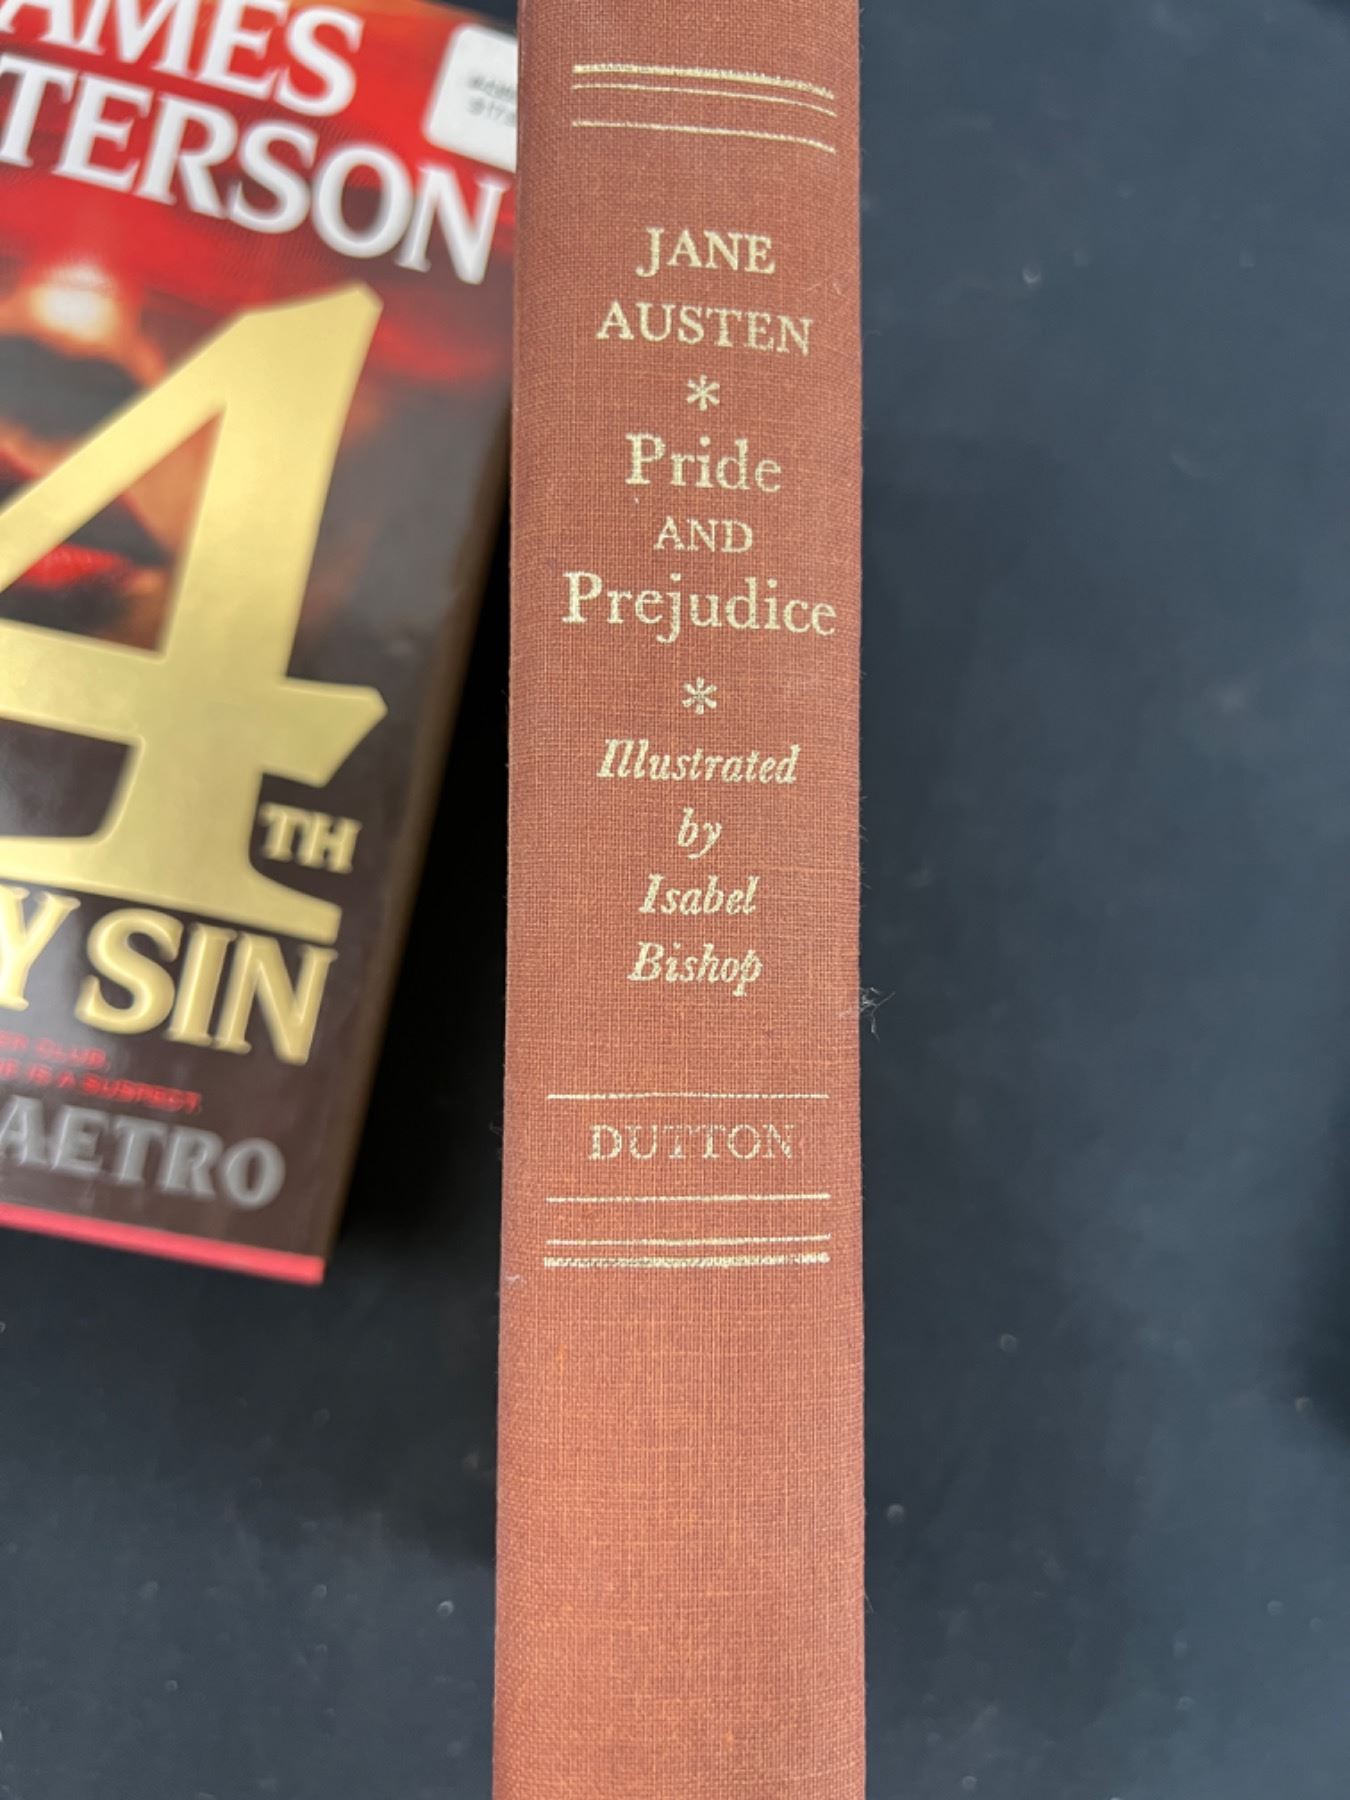 AMES
TERSON
4
TH
Y SIN
AETRO
JANE
AUSTEN
*
Pride
AND
Prejudice
*
Illustrated
by
Isabel
Bishop
DUTTON